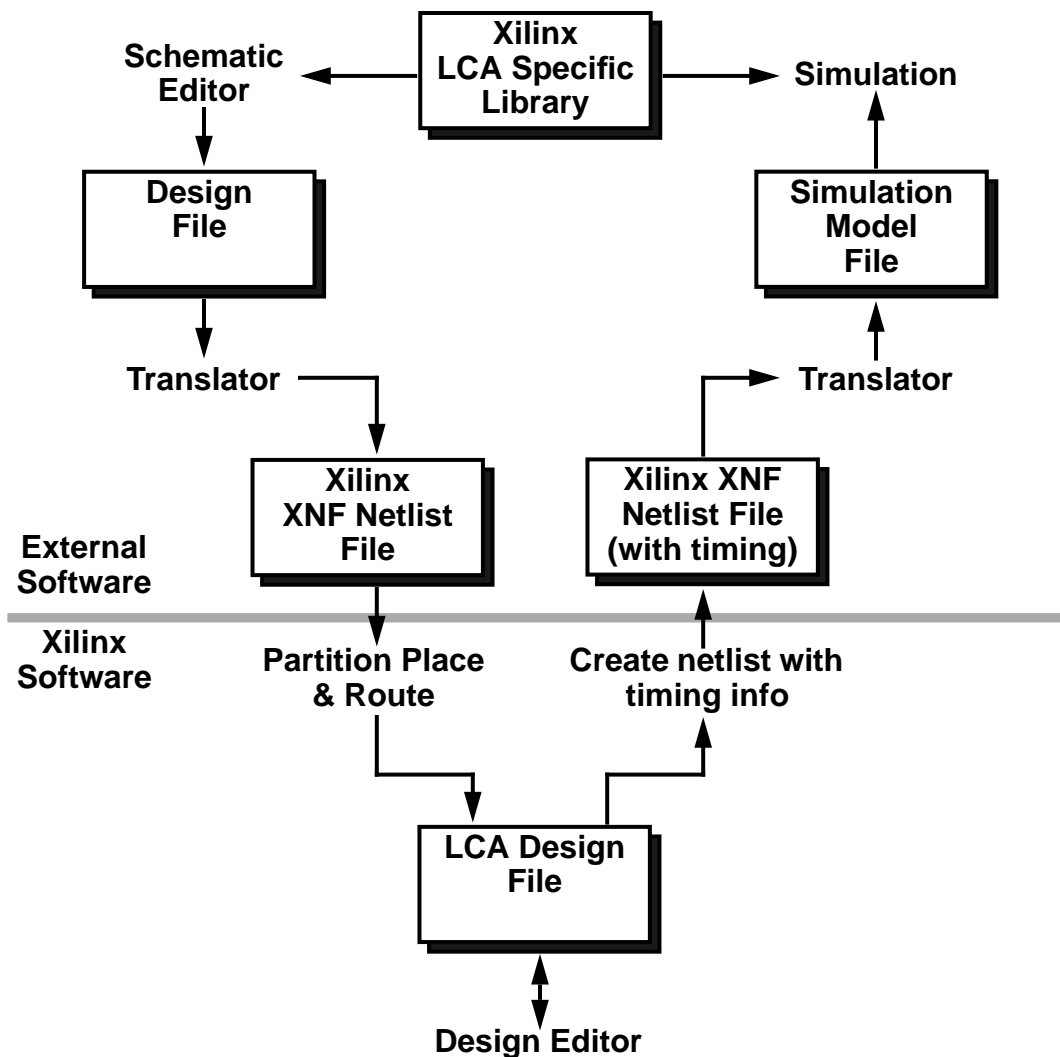 Xilinx
LCA Specific
Library
Schematic
Editor
Simulation
Design
File
Simulation
Model
File
Translator
Translator
Xilinx
XNF Netlist
File
Xilinx XNF
Netlist File
(with timing)
External
Software
Xilinx
Software
Partition Place
& Route
Create netlist with
timing info
LCA Design
File
Design Editor